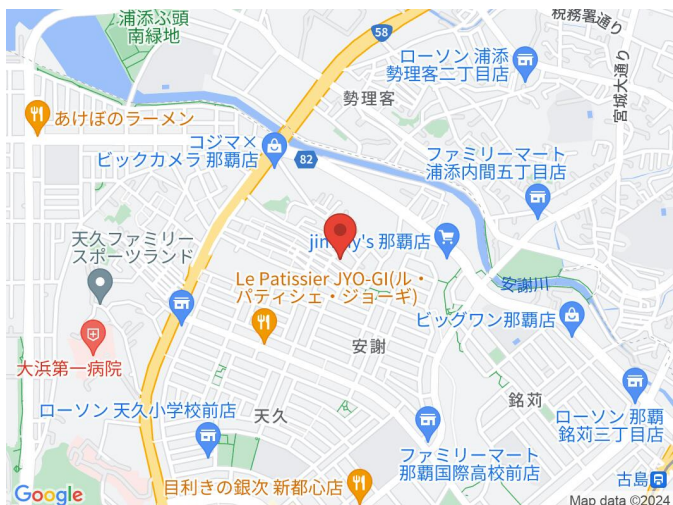 浦添ふ頭
南緑地
58
税務署通り
ローソン 浦添
勢理客二丁目店
宮城大通り
勢理客
あけぼのラーメン
コジマ×
ビックカメラ 那覇店
82
ファミリーマート
浦添内間五丁目店
天久ファミリー
スポーツランド
jimmy's 那覇店
Le Patissier JYO-GI(ル・
パティシェ・ジョーギ)
安謝川
ビッグワン那覇店
大浜第一病院
安謝
ローソン 天久小学校前店
天久
銘苅
ローソン 那覇
銘苅三丁目店
ファミリーマート
那覇国際高校前店
古島
目利きの銀次 新都心店
Google
Map data ©2024